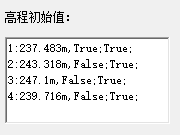 高程初始值:
1:237.483m,True;True;
2:243.318m,False;True;
3:247.1m,False;True;
4:239.716m,False;True;